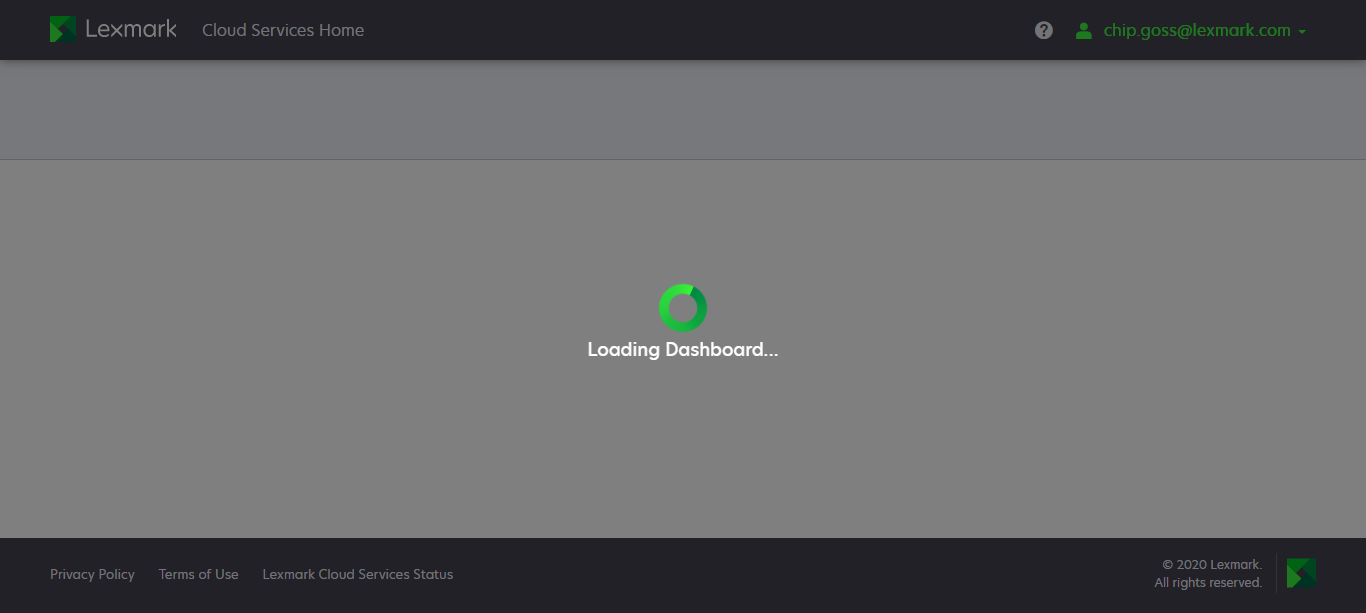 Lexmark Cloud Services Home chip.goss@lexmark.com
Loading Dashboard...
Privacy Policy Terms of Use Lexmark Cloud Services Status
© 2020 Lexmark.
All rights reserved.